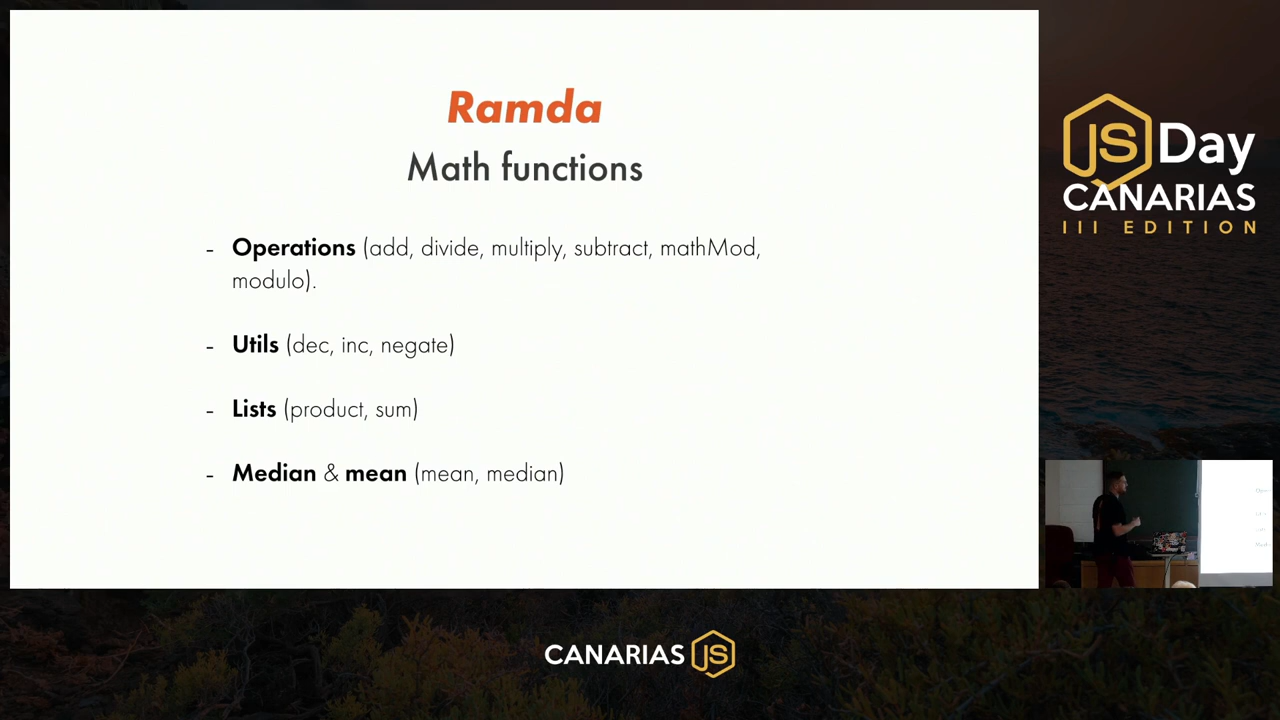 Ramda
Math functions
- Operations (add, divide, multiply, subtract, mathMod,
modulo).
- Utils (dec, inc, negate)
- Lists (product, sum)
- Median & mean (mean, median)
JS Day
CANARIAS
III EDITION
CANARIAS JS